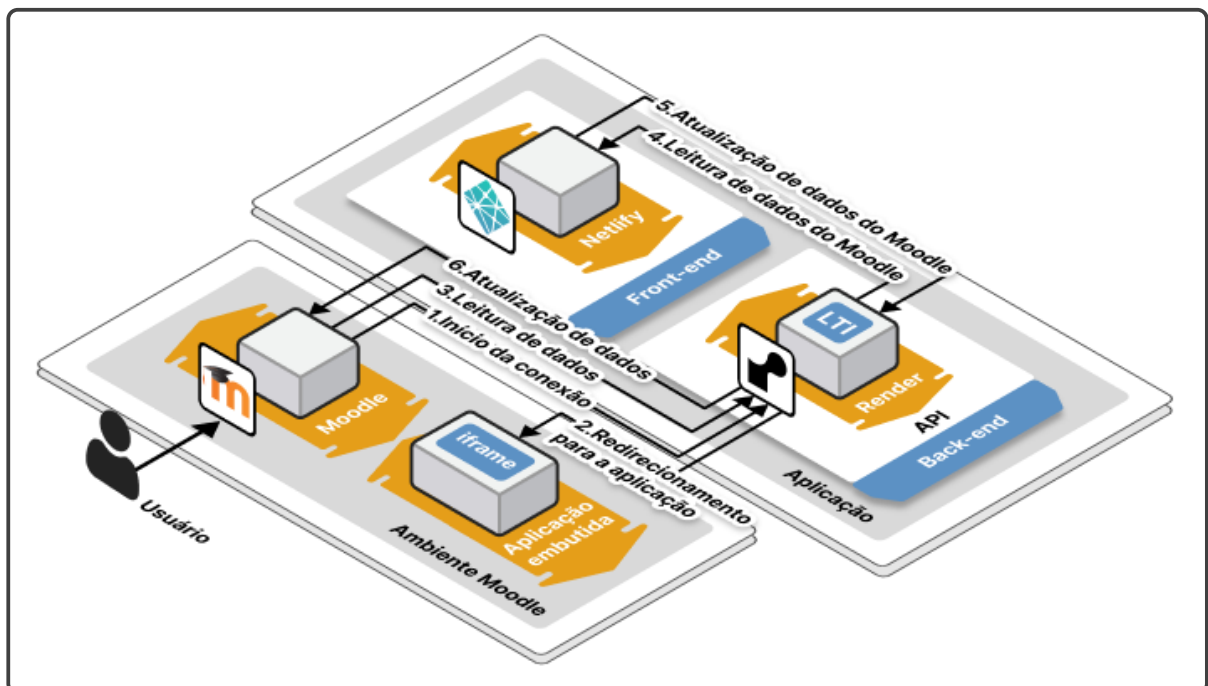 5.Atualização de dados do Moodle
4.Leitura de dados do Moodle
Netlify
Front-end
6.Atualização de dados
3.Leitura de dados
1.Início da conexão
LTI
Render
API
Back-end
Aplicação
Moodle
iframe
2.Redirecionamento
para a aplicação
Aplicação
embutida
Ambiente Moodle
Usuário
m